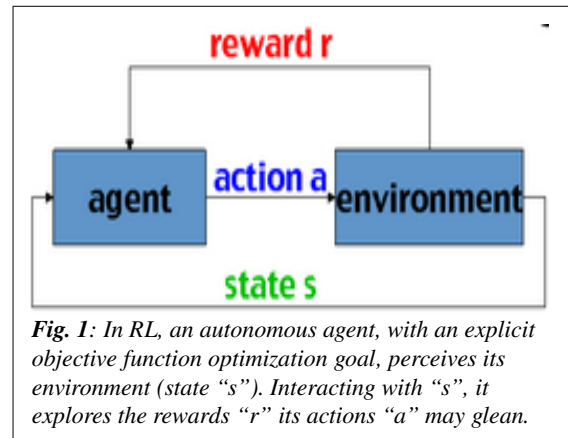 reward r
agent
action a
environment
state s
Fig. 1: In RL, an autonomous agent, with an explicit
objective function optimization goal, perceives its
environment (state “s”). Interacting with “s”, it
explores the rewards “r” its actions “a” may glean.